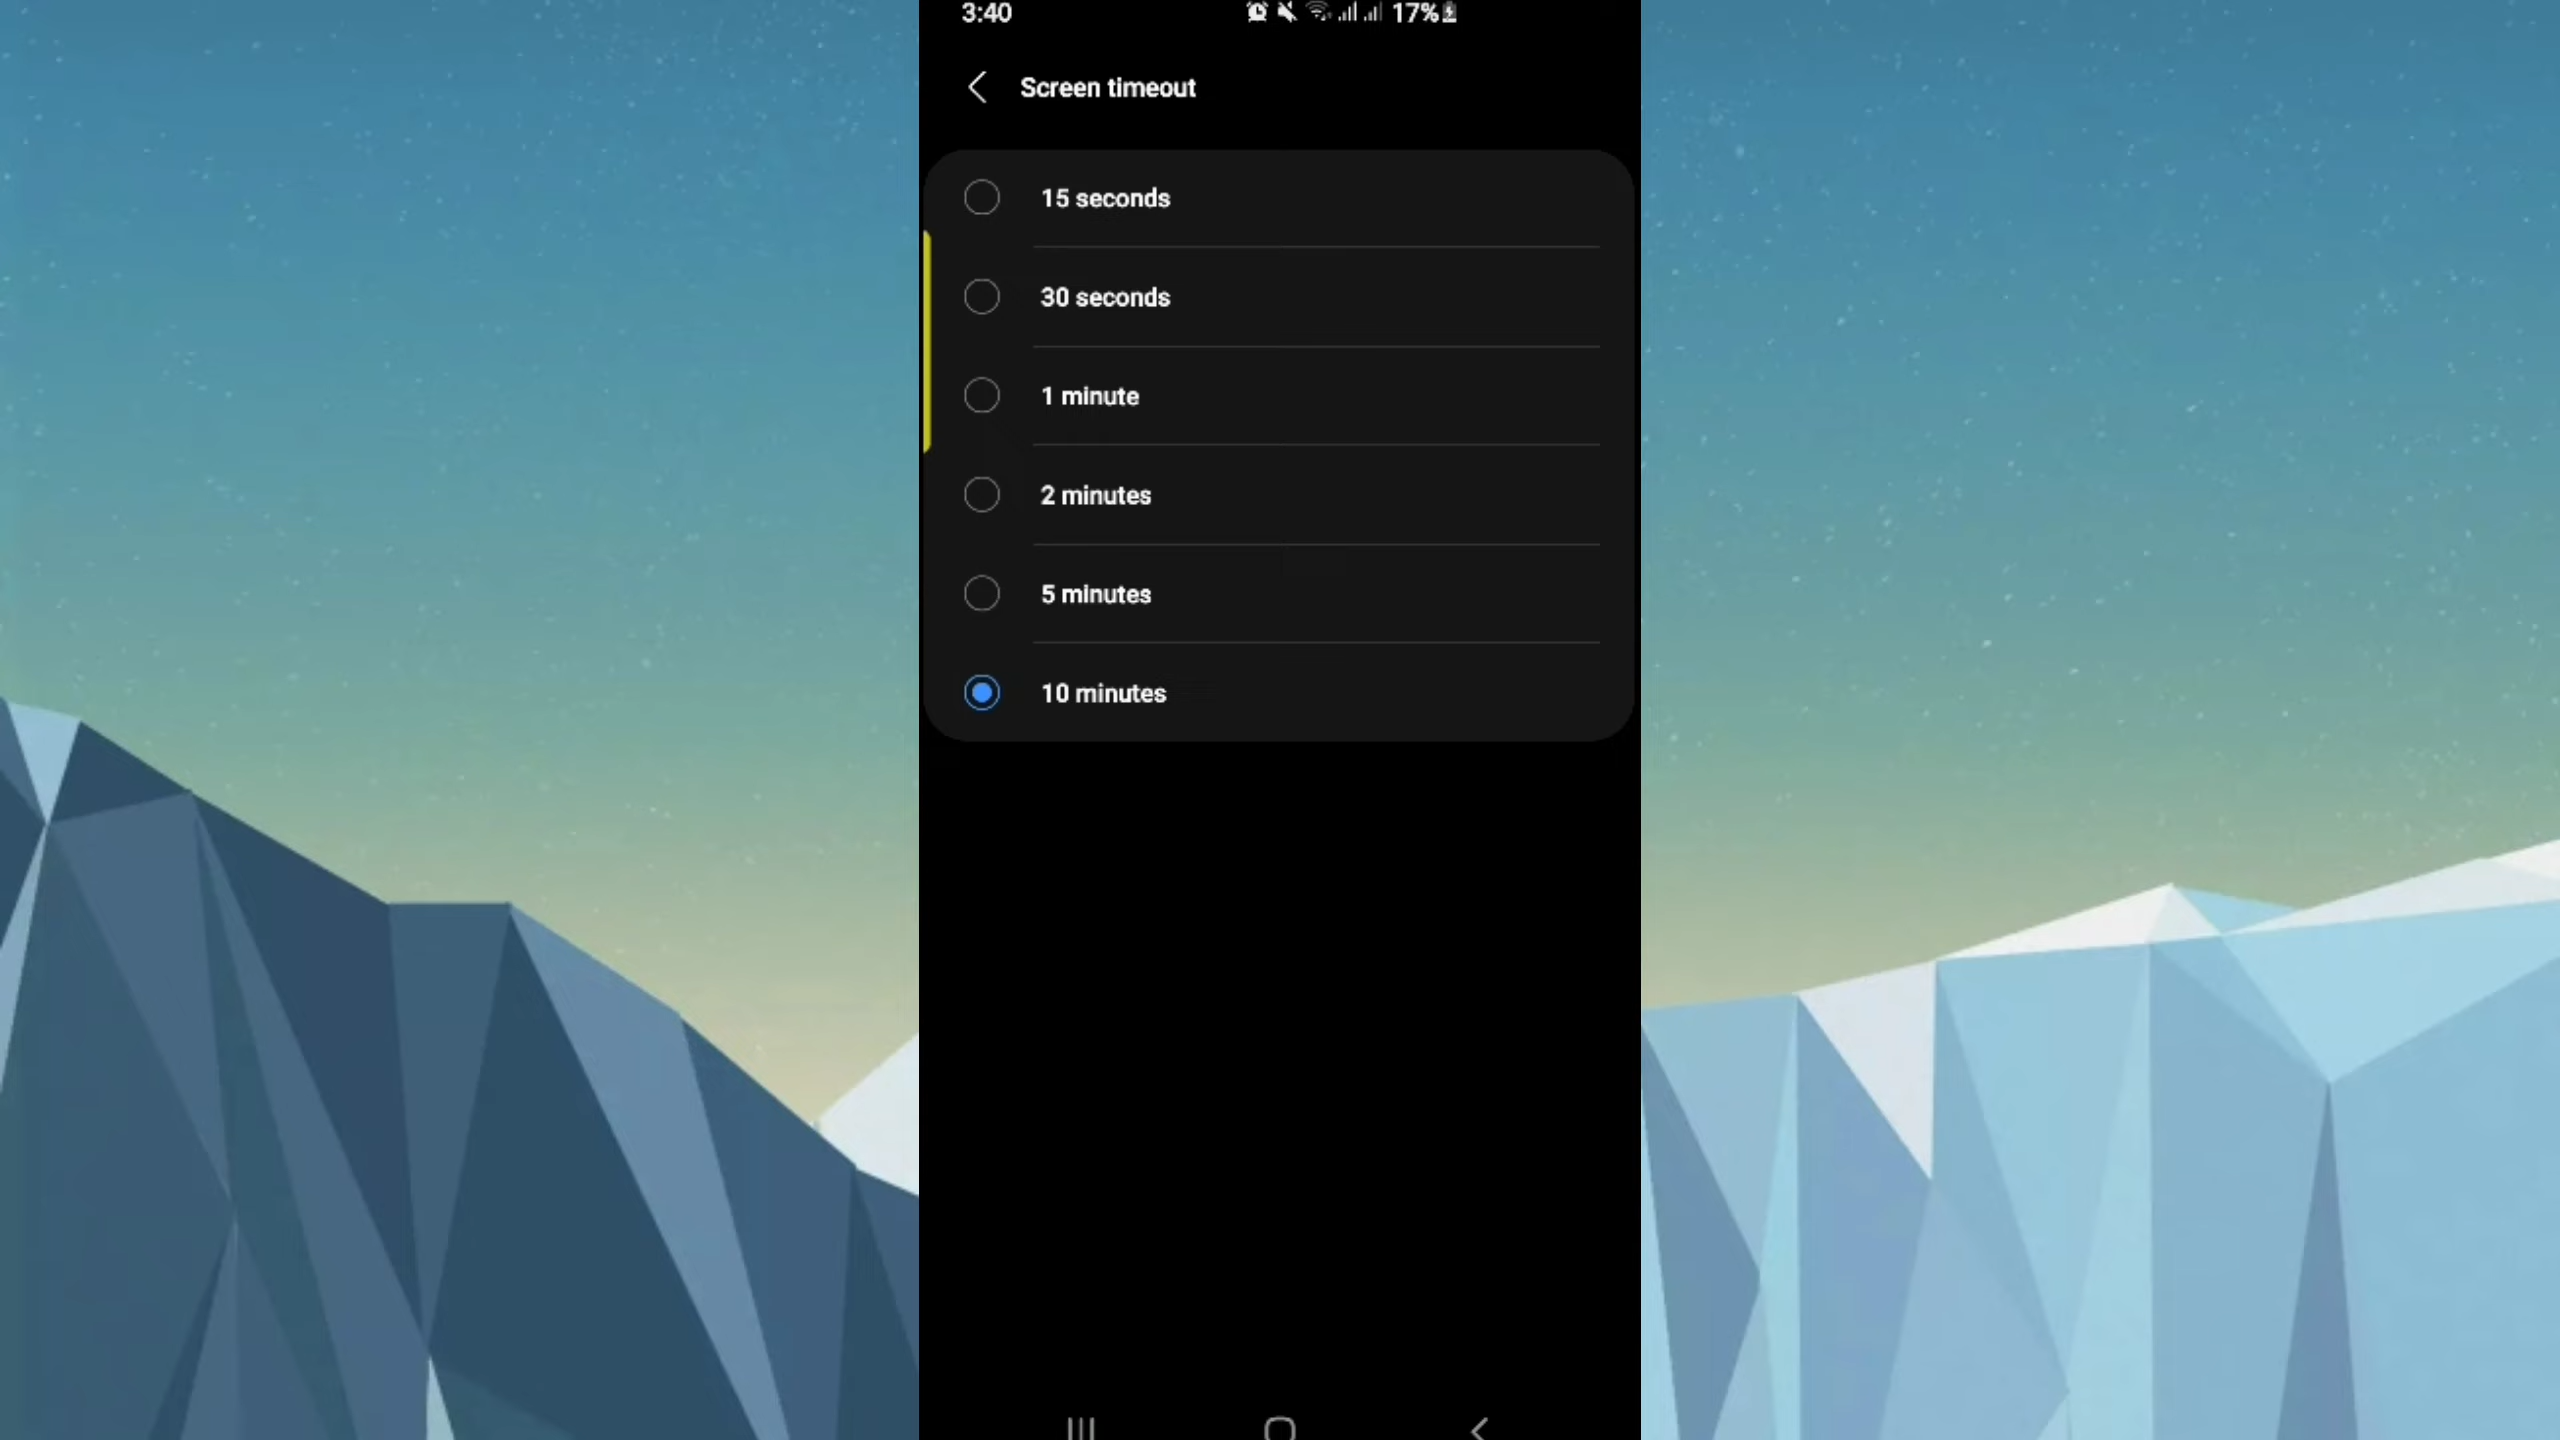 3:40 17%
Screen timeout
15 seconds
30 seconds
1 minute
2 minutes
5 minutes
10 minutes